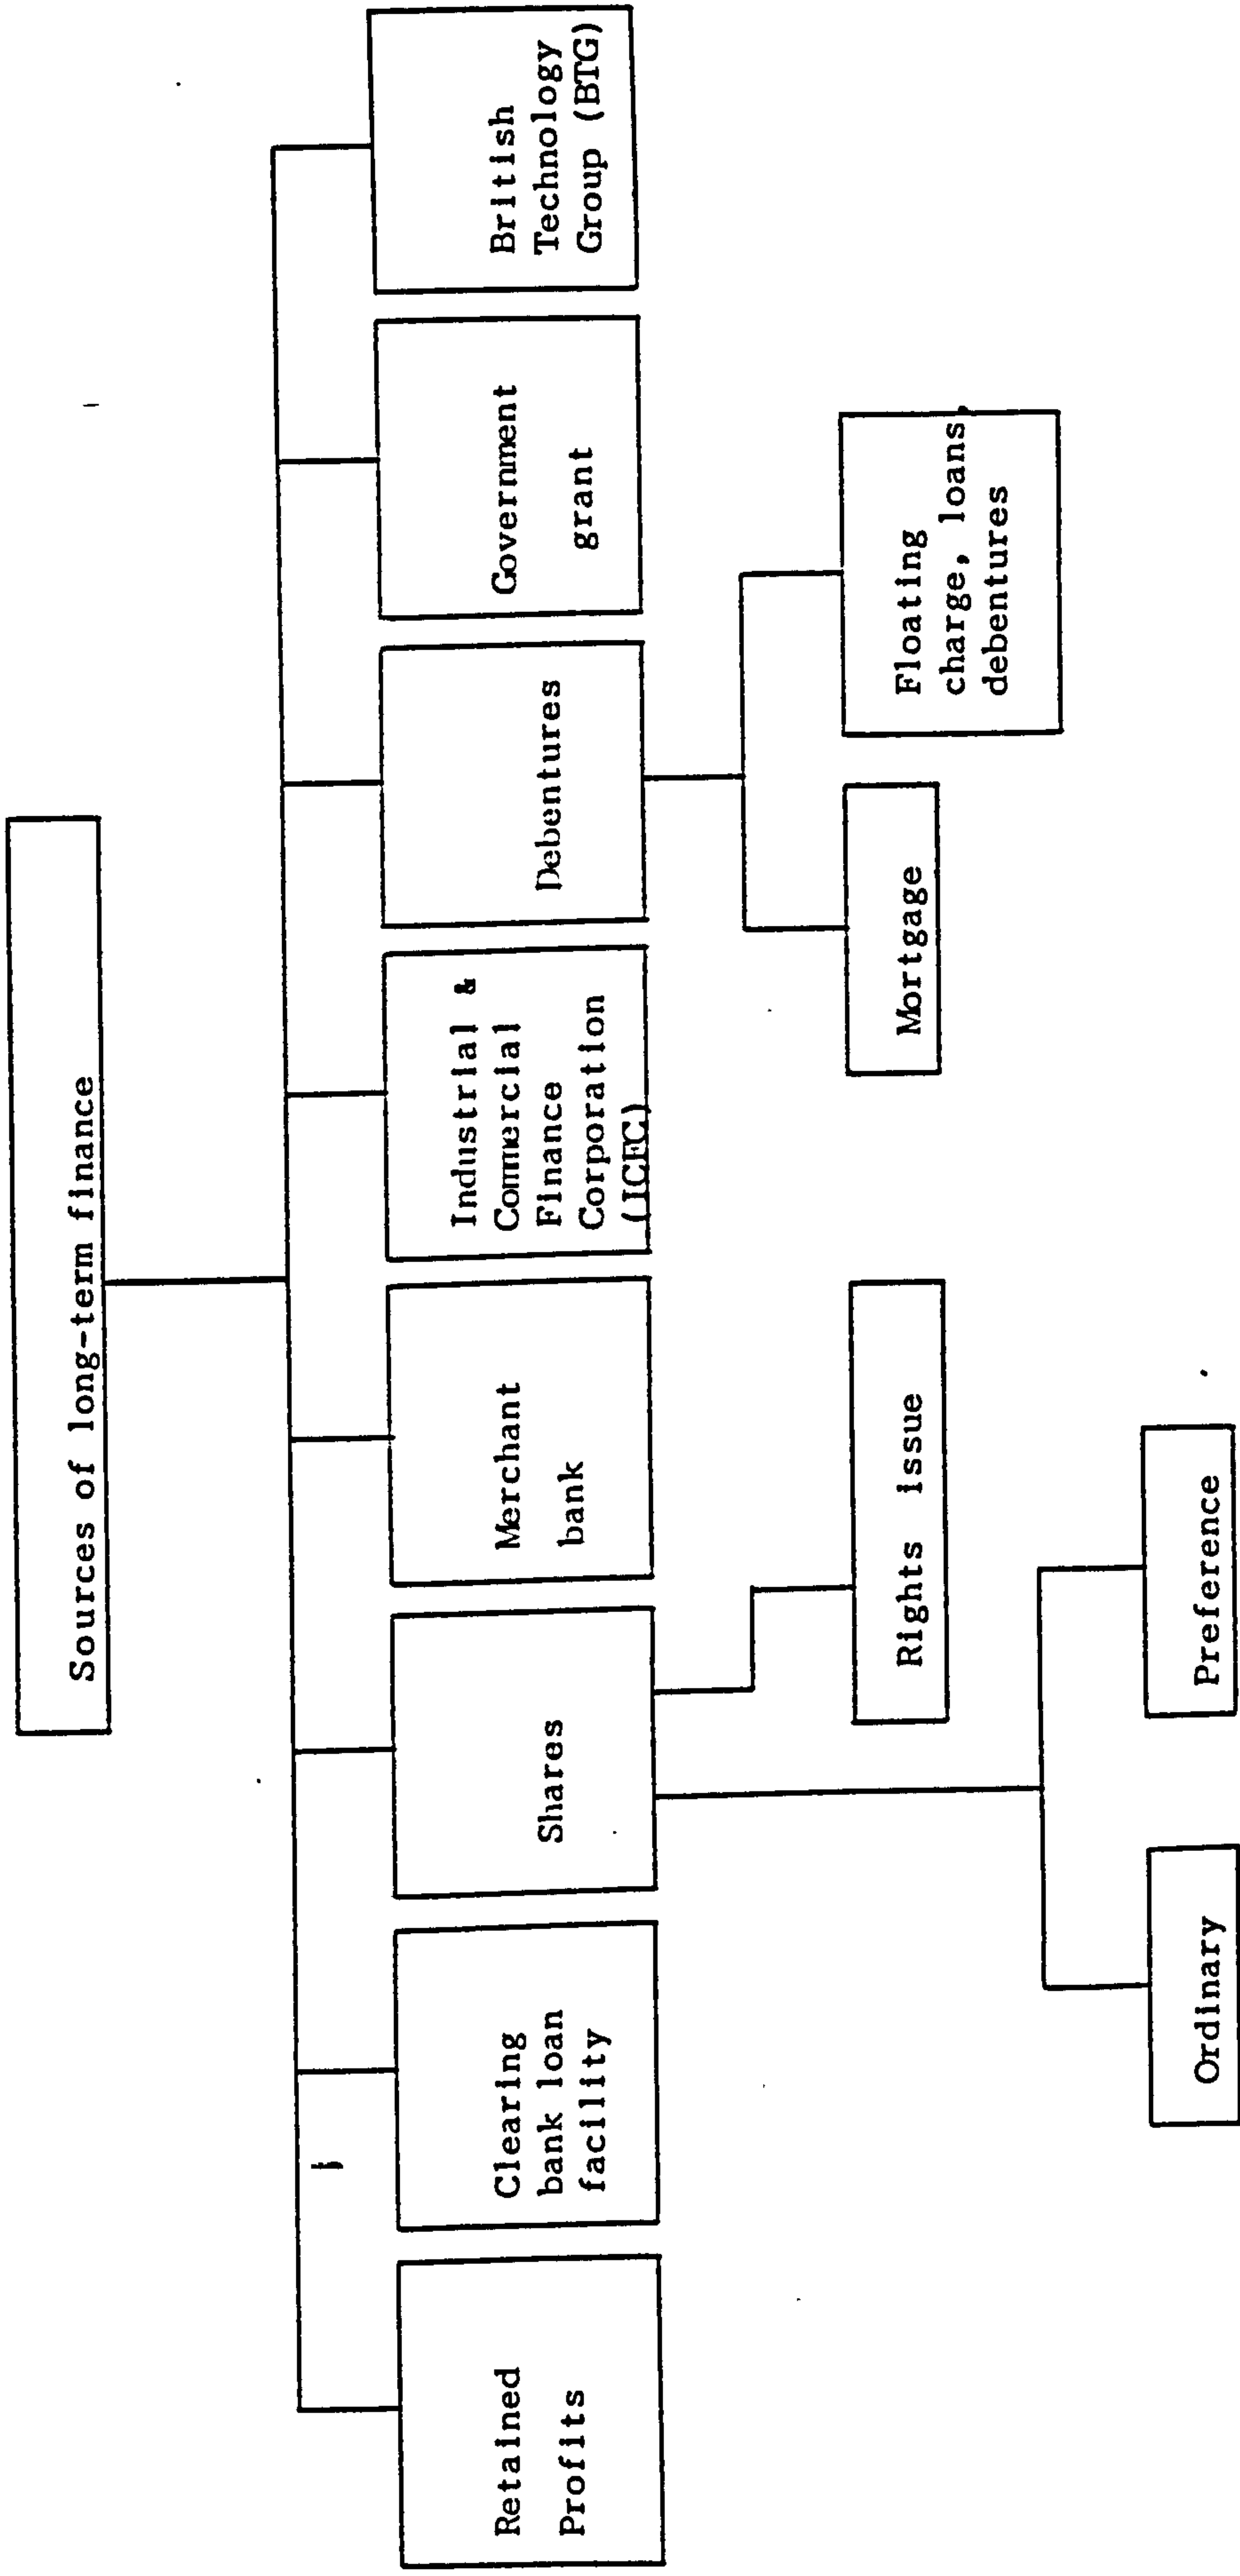 Sources of long-term finance
Retained
Profits
Clearing
bank loan
facility
Shares
Merchant
bank
Industrial &
Commercial
Finance
Corporation
(ICFC)
Debentures
Government
grant
British
Technology
Group (BTG)
Rights issue
Mortgage
Floating
charge, loans,
debentures
Ordinary
Preference